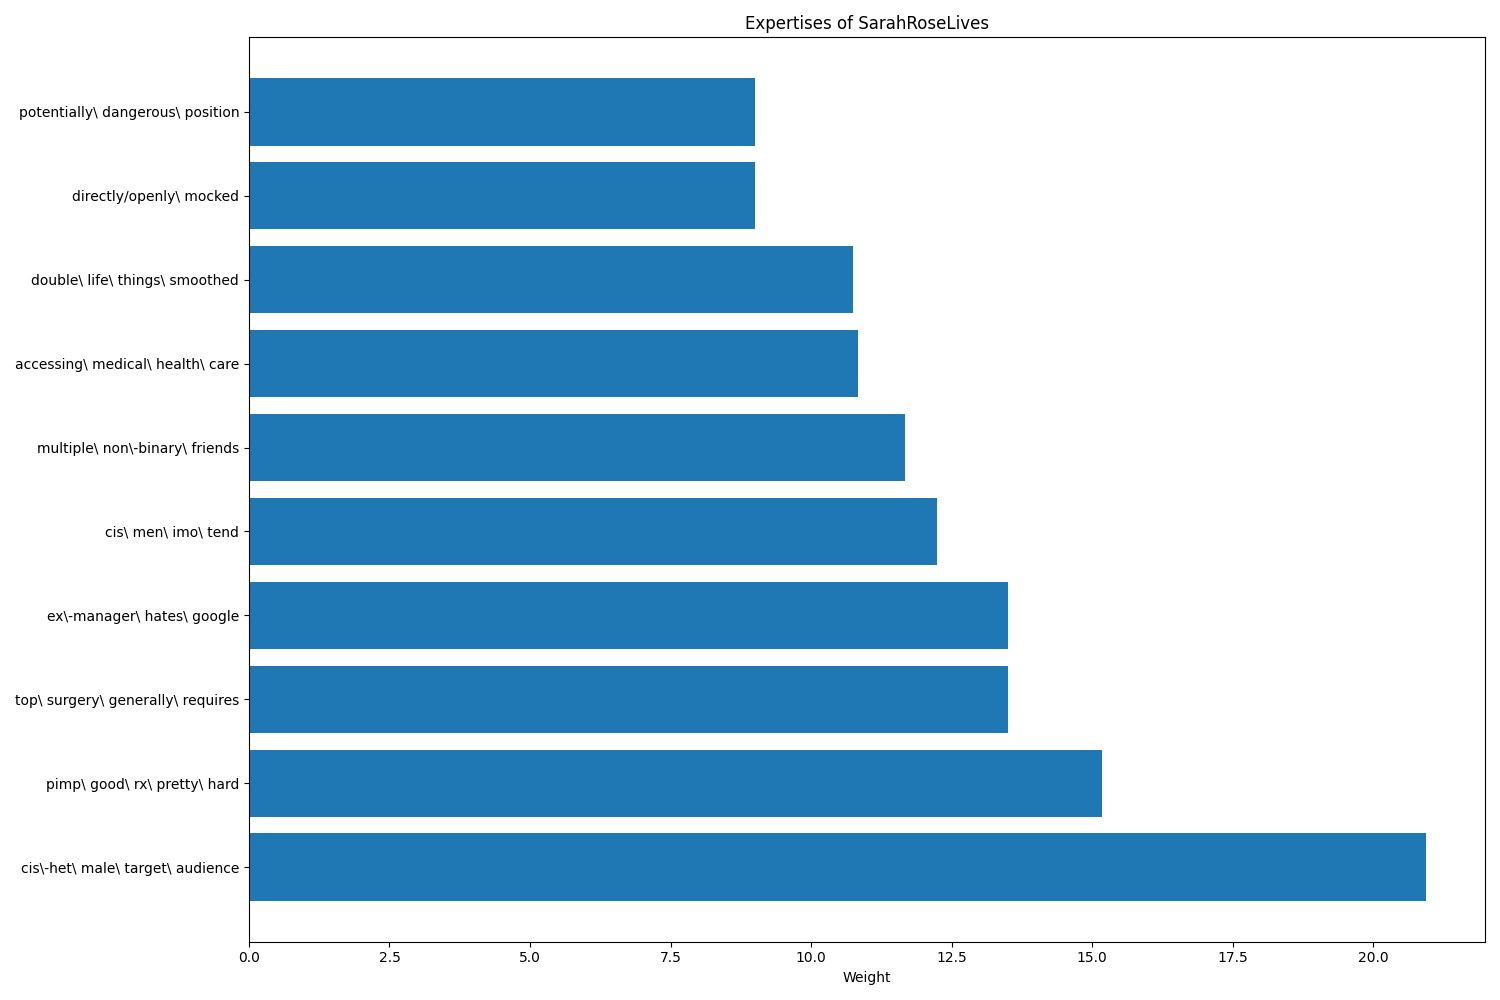 Expertises of SarahRoseLives
potentially\ dangerous\ position
directly/openly\ mocked
double\ life\ things\ smoothed
accessing\ medical\ health\ care
multiple\ non\-binary\ friends
cis\ men\ imo\ tend
ex\-manager\ hates\ google
top\ surgery\ generally\ requires
pimp\ good\ rx\ pretty\ hard
cis\-het\ male\ target\ audience
0.0 2.5 5.0 7.5 10.0 12.5 15.0 17.5 20.0
Weight